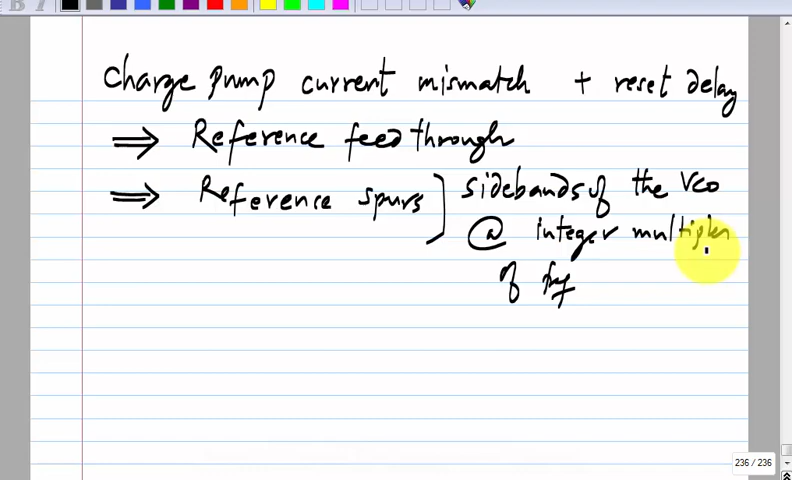 charge pump current mismatch + reset delay
⟹ Reference feedthrough
⟹ Reference spurs ] sidebands of the VCO
@ integer multiples
of fref
236 / 236